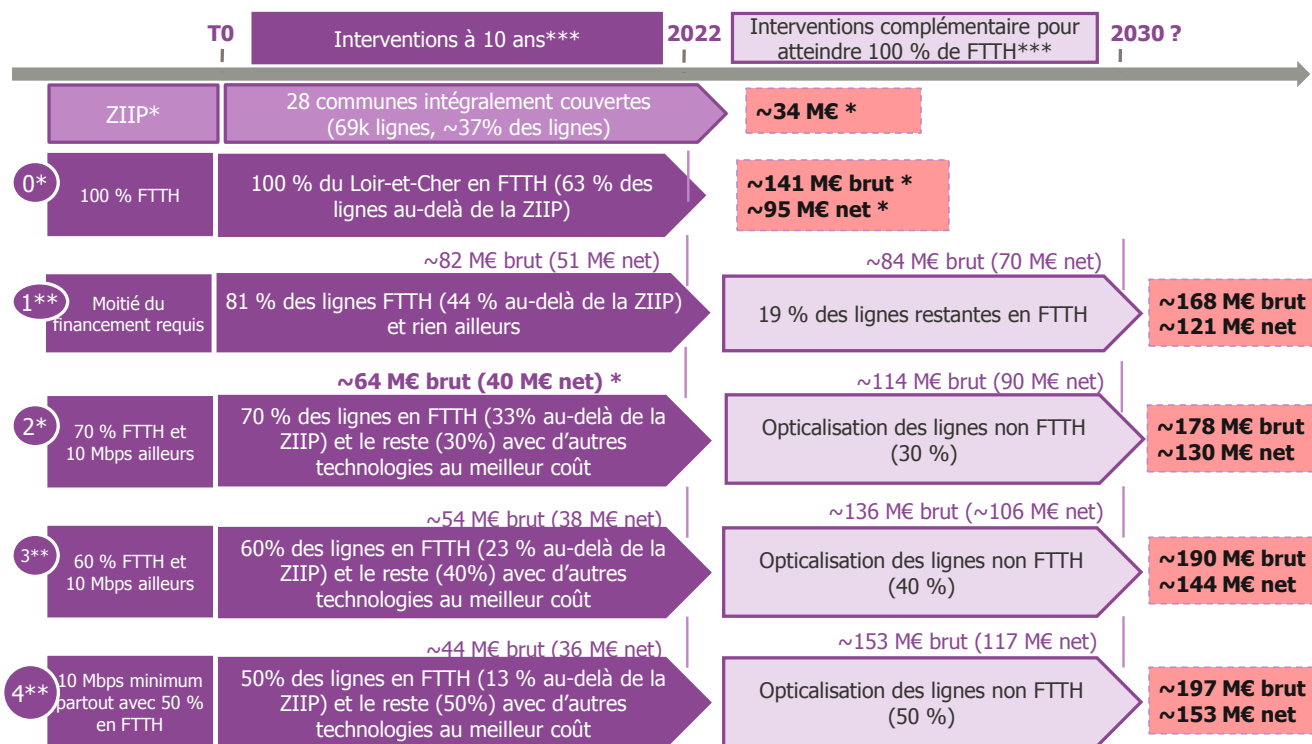 T0
Interventions à 10 ans***
2022
Interventions complémentaire pour
atteindre 100 % de FTTH***
2030 ?
ZIIP*
28 communes intégralement couvertes
(69k lignes, ~37% des lignes)
~34 M€ *
0*
100 % FTTH
100 % du Loir-et-Cher en FTTH (63 % des
lignes au-delà de la ZIIP)
~141 M€ brut *
~95 M€ net *
~82 M€ brut (51 M€ net)
~84 M€ brut (70 M€ net)
1**
Moitié du
financement requis
81 % des lignes FTTH (44 % au-delà de la ZIIP)
et rien ailleurs
19 % des lignes restantes en FTTH
~168 M€ brut
~121 M€ net
~64 M€ brut (40 M€ net) *
~114 M€ brut (90 M€ net)
2*
70 % FTTH et
10 Mbps ailleurs
70 % des lignes en FTTH (33% au-delà de la
ZIIP) et le reste (30%) avec d'autres
technologies au meilleur coût
Opticalisation des lignes non FTTH
(30 %)
~178 M€ brut
~130 M€ net
~54 M€ brut (38 M€ net)
~136 M€ brut (~106 M€ net)
3**
60 % FTTH et
10 Mbps ailleurs
60% des lignes en FTTH (23 % au-delà de la
ZIIP) et le reste (40%) avec d'autres
technologies au meilleur coût
Opticalisation des lignes non FTTH
(40 %)
~190 M€ brut
~144 M€ net
~44 M€ brut (36 M€ net)
~153 M€ brut (117 M€ net)
4**
10 Mbps minimum
partout avec 50 %
en FTTH
50% des lignes en FTTH (13 % au-delà de la
ZIIP) et le reste (50%) avec d'autres
technologies au meilleur coût
Opticalisation des lignes non FTTH
(50 %)
~197 M€ brut
~153 M€ net